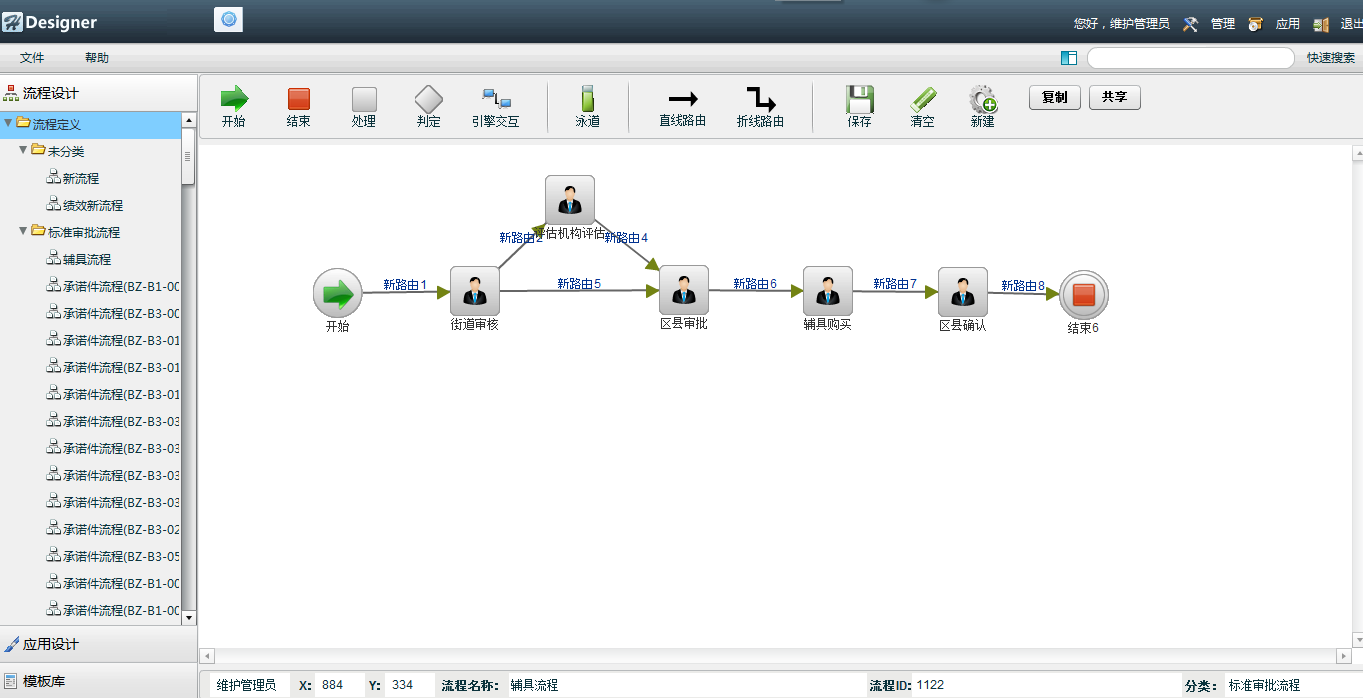 Designer
您好，维护管理员 管理 应用 退出
文件 帮助 快速搜索
流程设计
流程定义
未分类
新流程
绩效新流程
标准审批流程
辅具流程
承诺件流程(BZ-B1-00
承诺件流程(BZ-B3-00
承诺件流程(BZ-B3-01
承诺件流程(BZ-B3-01
承诺件流程(BZ-B3-01
承诺件流程(BZ-B3-03
承诺件流程(BZ-B3-03
承诺件流程(BZ-B3-03
承诺件流程(BZ-B3-03
承诺件流程(BZ-B3-02
承诺件流程(BZ-B3-05
承诺件流程(BZ-B1-00
承诺件流程(BZ-B1-00
应用设计
模板库
开始 结束 处理 判定 引擎交互 泳道 直线路由 折线路由 保存 清空 新建 复制 共享
新路由2 评估机构评估 新路由4
新路由1 新路由5 新路由6 新路由7 新路由8
开始 街道审核 区县审批 辅具购买 区县确认 结束6
维护管理员 X: 884 Y: 334 流程名称: 辅具流程 流程ID: 1122 分类: 标准审批流程